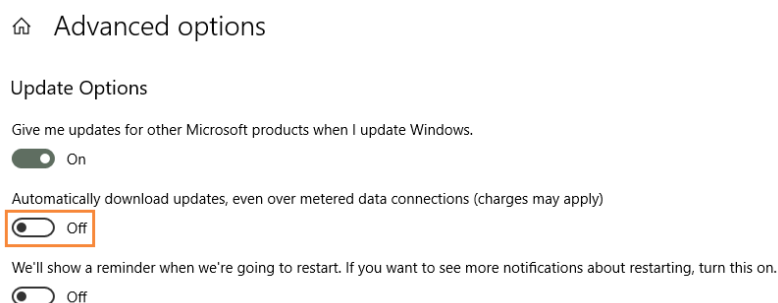 Advanced options
Update Options
Give me updates for other Microsoft products when I update Windows.
On
Automatically download updates, even over metered data connections (charges may apply)
Off
We'll show a reminder when we're going to restart. If you want to see more notifications about restarting, turn this on.
Off